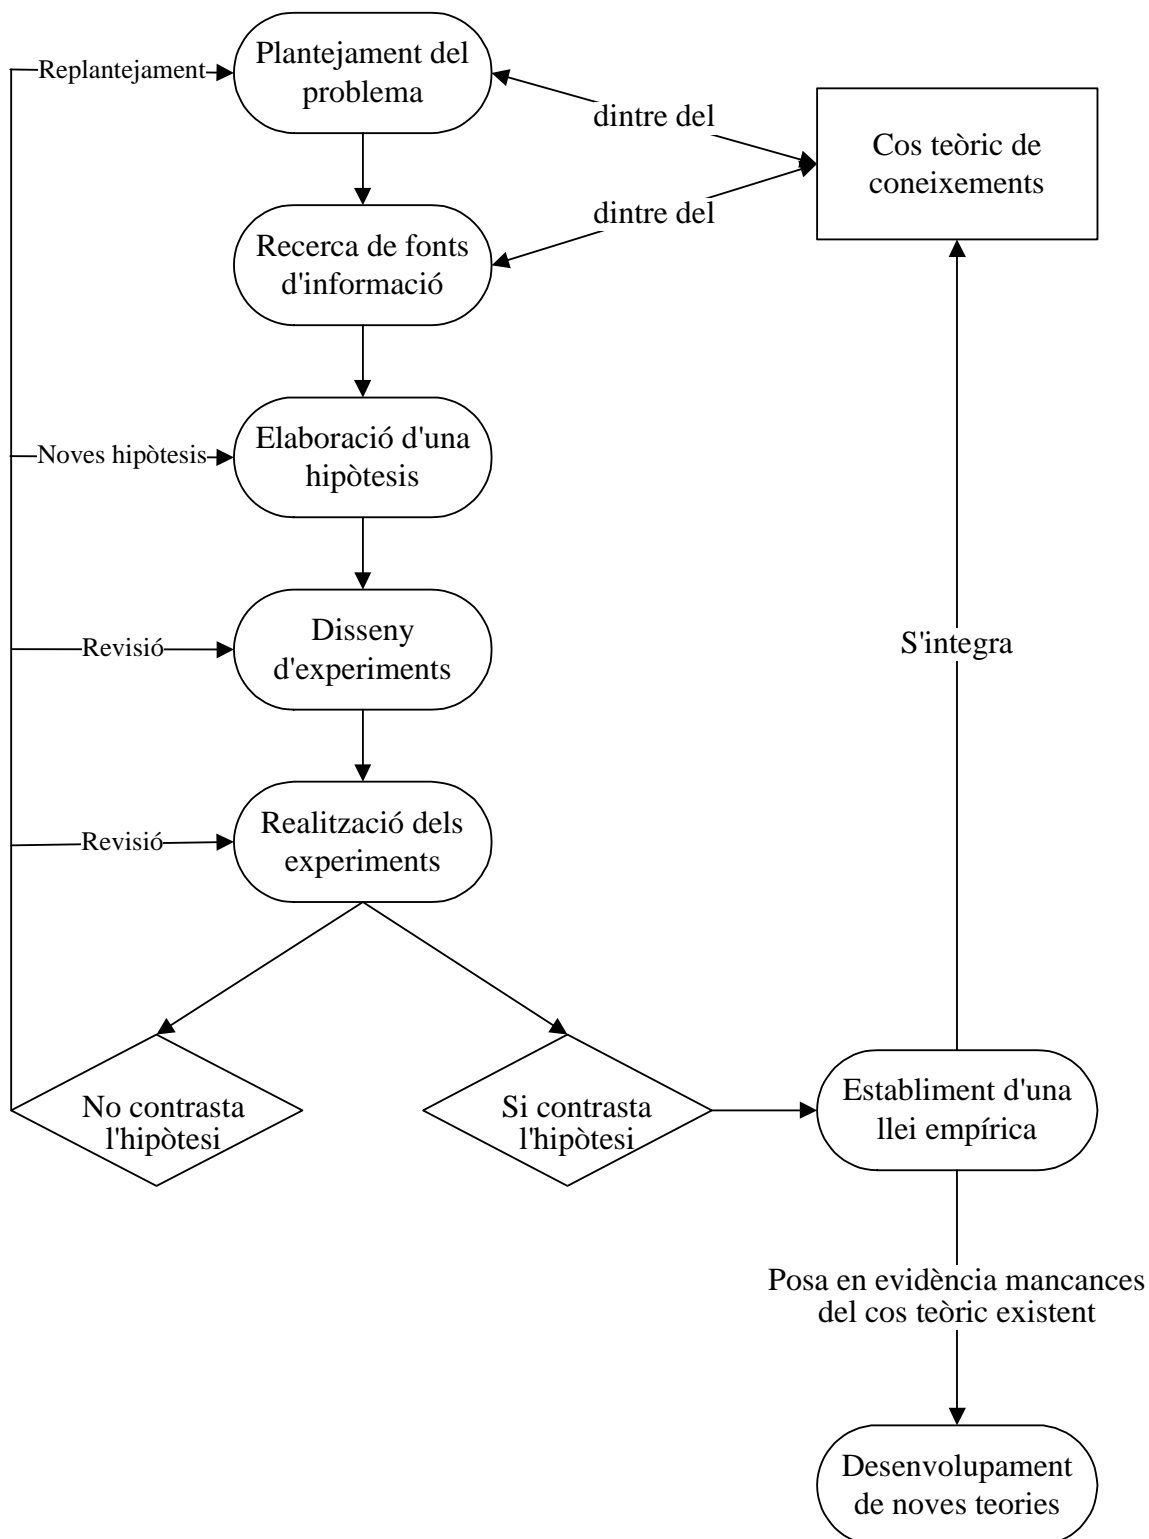 Plantejament del
problema
Replantejament
dintre del
Cos teòric de
coneixements
dintre del
Recerca de fonts
d'informació
Elaboració d'una
hipòtesis
Noves hipòtesis
Disseny
d'experiments
Revisió
S'integra
Realització dels
experiments
Revisió
No contrasta
l'hipòtesi
Si contrasta
l'hipòtesi
Establiment d'una
llei empírica
Posa en evidència mancances
del cos teòric existent
Desenvolupament
de noves teories